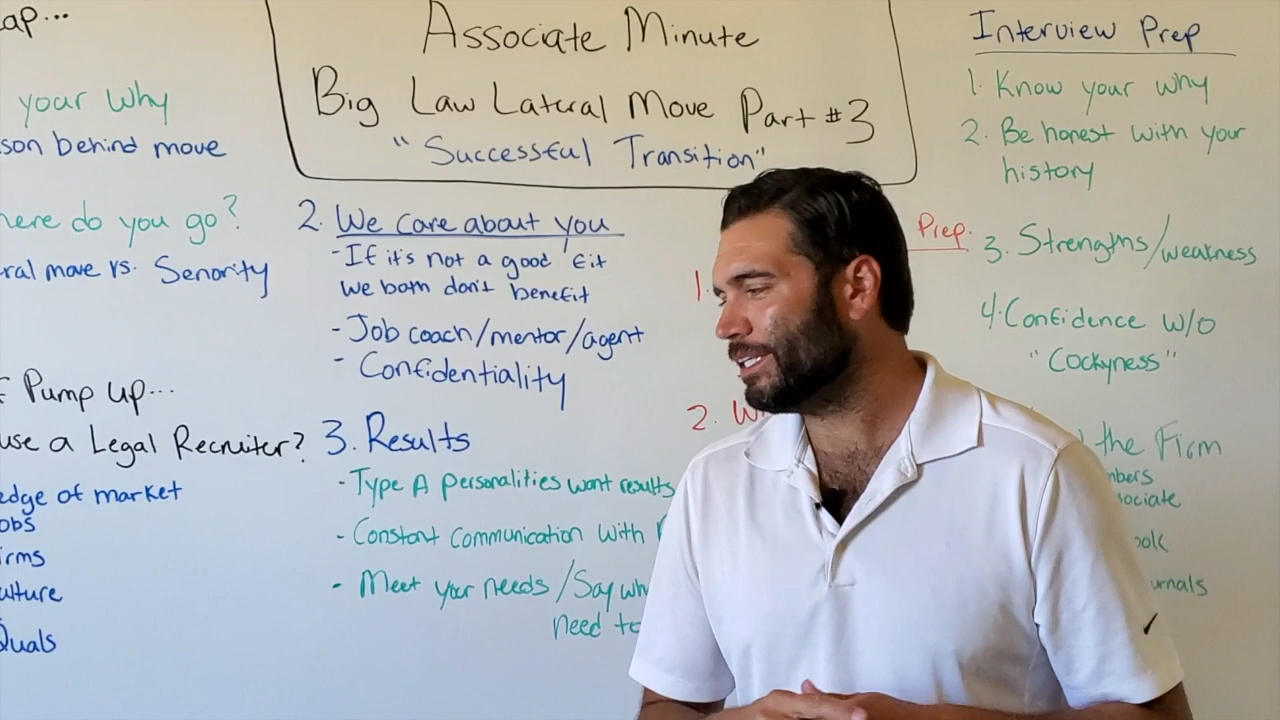 ap...
your Why
son behind move
here do you go?
ral move vs. Senority
Pump up...
use a Legal Recruiter?
edge of market
obs
irms
ulture
Quals
Associate Minute
Big Law Lateral Move Part #3
"Successful Transition"
2. We care about you
- If it's not a good fit
we both don't benefit
- Job coach/mentor/agent
- Confidentiality
3. Results
- Type A personalities want results
- Constant Communication with
- Meet your needs/Say wh
need to
Prep.
1.
2. W
Interview Prep
1. Know your why
2. Be honest with your
history
3. Strengths/weakness
4. Confidence w/o
"Cockyness"
the Firm
mbers
sociate
ook
urnals